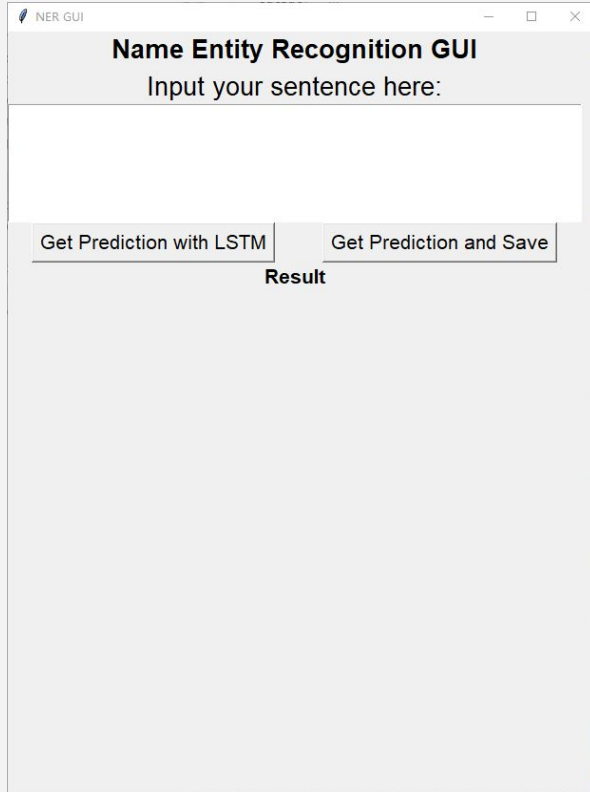 NER GUI
Name Entity Recognition GUI
Input your sentence here:
Get Prediction with LSTM Get Prediction and Save
Result